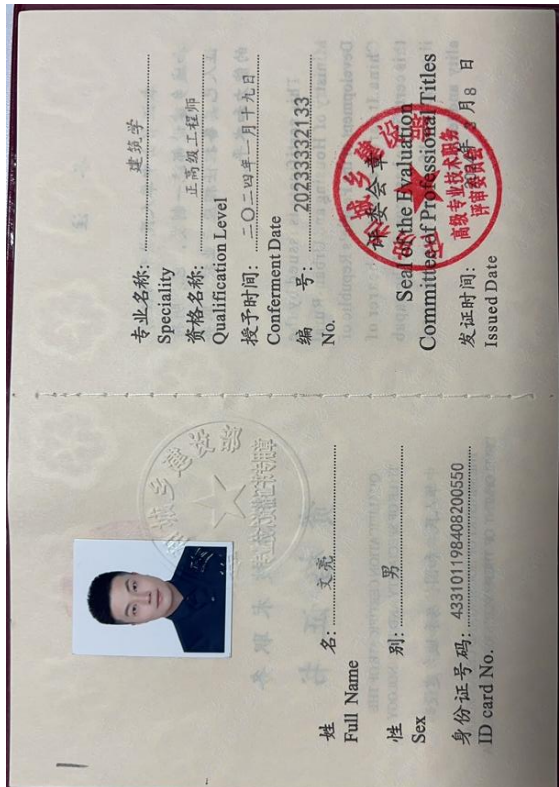 姓 名: 文亮
Full Name
性 别: 男
Sex
身份证号码: 433101198408200550
ID card No.
专业名称: 建筑学
Speciality
资格名称: 正高级工程师
Qualification Level
授予时间: 二〇二四年一月十九日
Conferment Date
编 号: 20233332133
No.
评委会章
Seal of the Evaluation
Committee of Professional Titles
高级专业技术职务
评审委员会
发证时间: 月8日
Issued Date